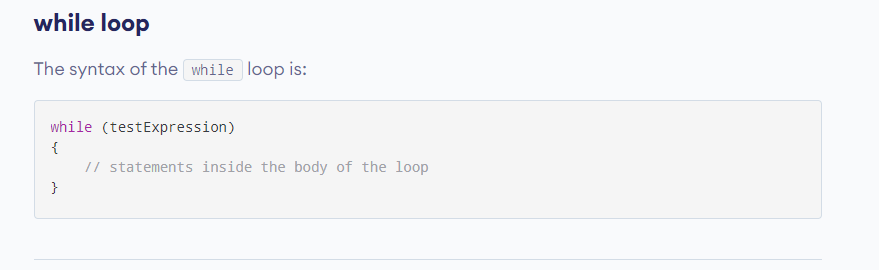 while loop
The syntax of the while loop is:
while (testExpression)
{
    // statements inside the body of the loop
}